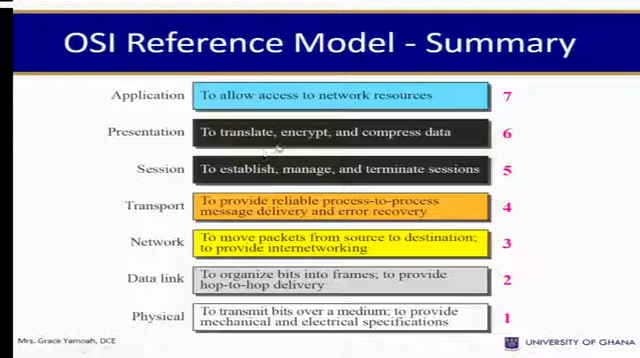 OSI Reference Model - Summary
Application To allow access to network resources 7
Presentation To translate, encrypt, and compress data 6
Session To establish, manage, and terminate sessions 5
Transport To provide reliable process-to-process message delivery and error recovery 4
Network To move packets from source to destination; to provide internetworking 3
Data link To organize bits into frames; to provide hop-to-hop delivery 2
Physical To transmit bits over a medium; to provide mechanical and electrical specifications 1
Mrs. Grace Yamoah, DCE
UNIVERSITY OF GHANA